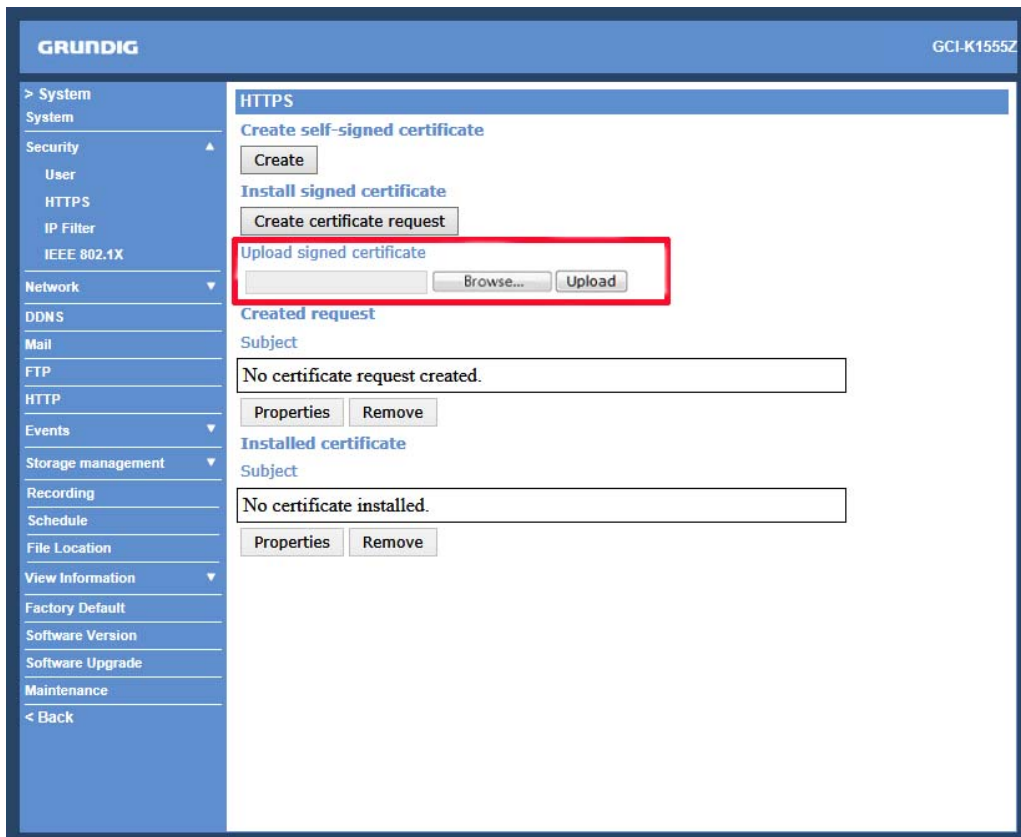 GRUNDIG
GCI-K1555Z
> System
System
Security
User
HTTPS
IP Filter
IEEE 802.1X
Network
DDNS
Mail
FTP
HTTP
Events
Storage management
Recording
Schedule
File Location
View Information
Factory Default
Software Version
Software Upgrade
Maintenance
< Back
HTTPS
Create self-signed certificate
Create
Install signed certificate
Create certificate request
Upload signed certificate
Browse... Upload
Created request
Subject
No certificate request created.
Properties Remove
Installed certificate
Subject
No certificate installed.
Properties Remove